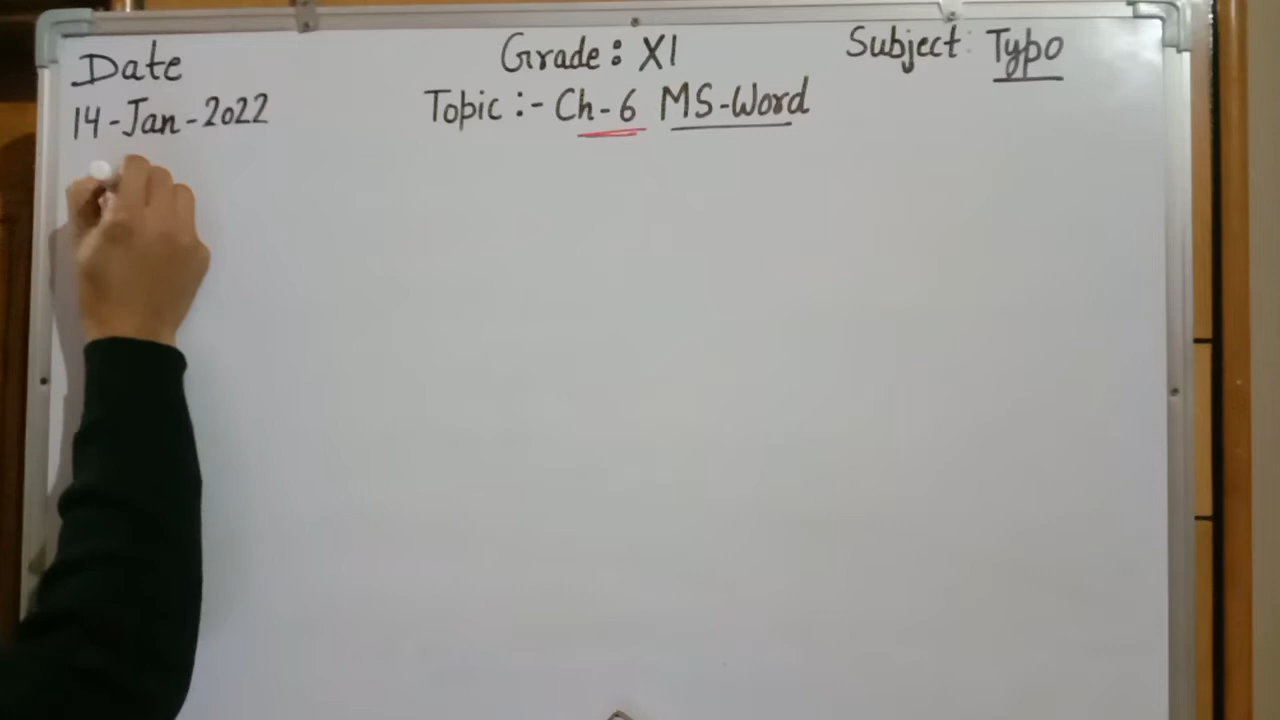 Date
14-Jan-2022
Grade: XI
Topic :- Ch-6 MS-Word
Subject: Typo